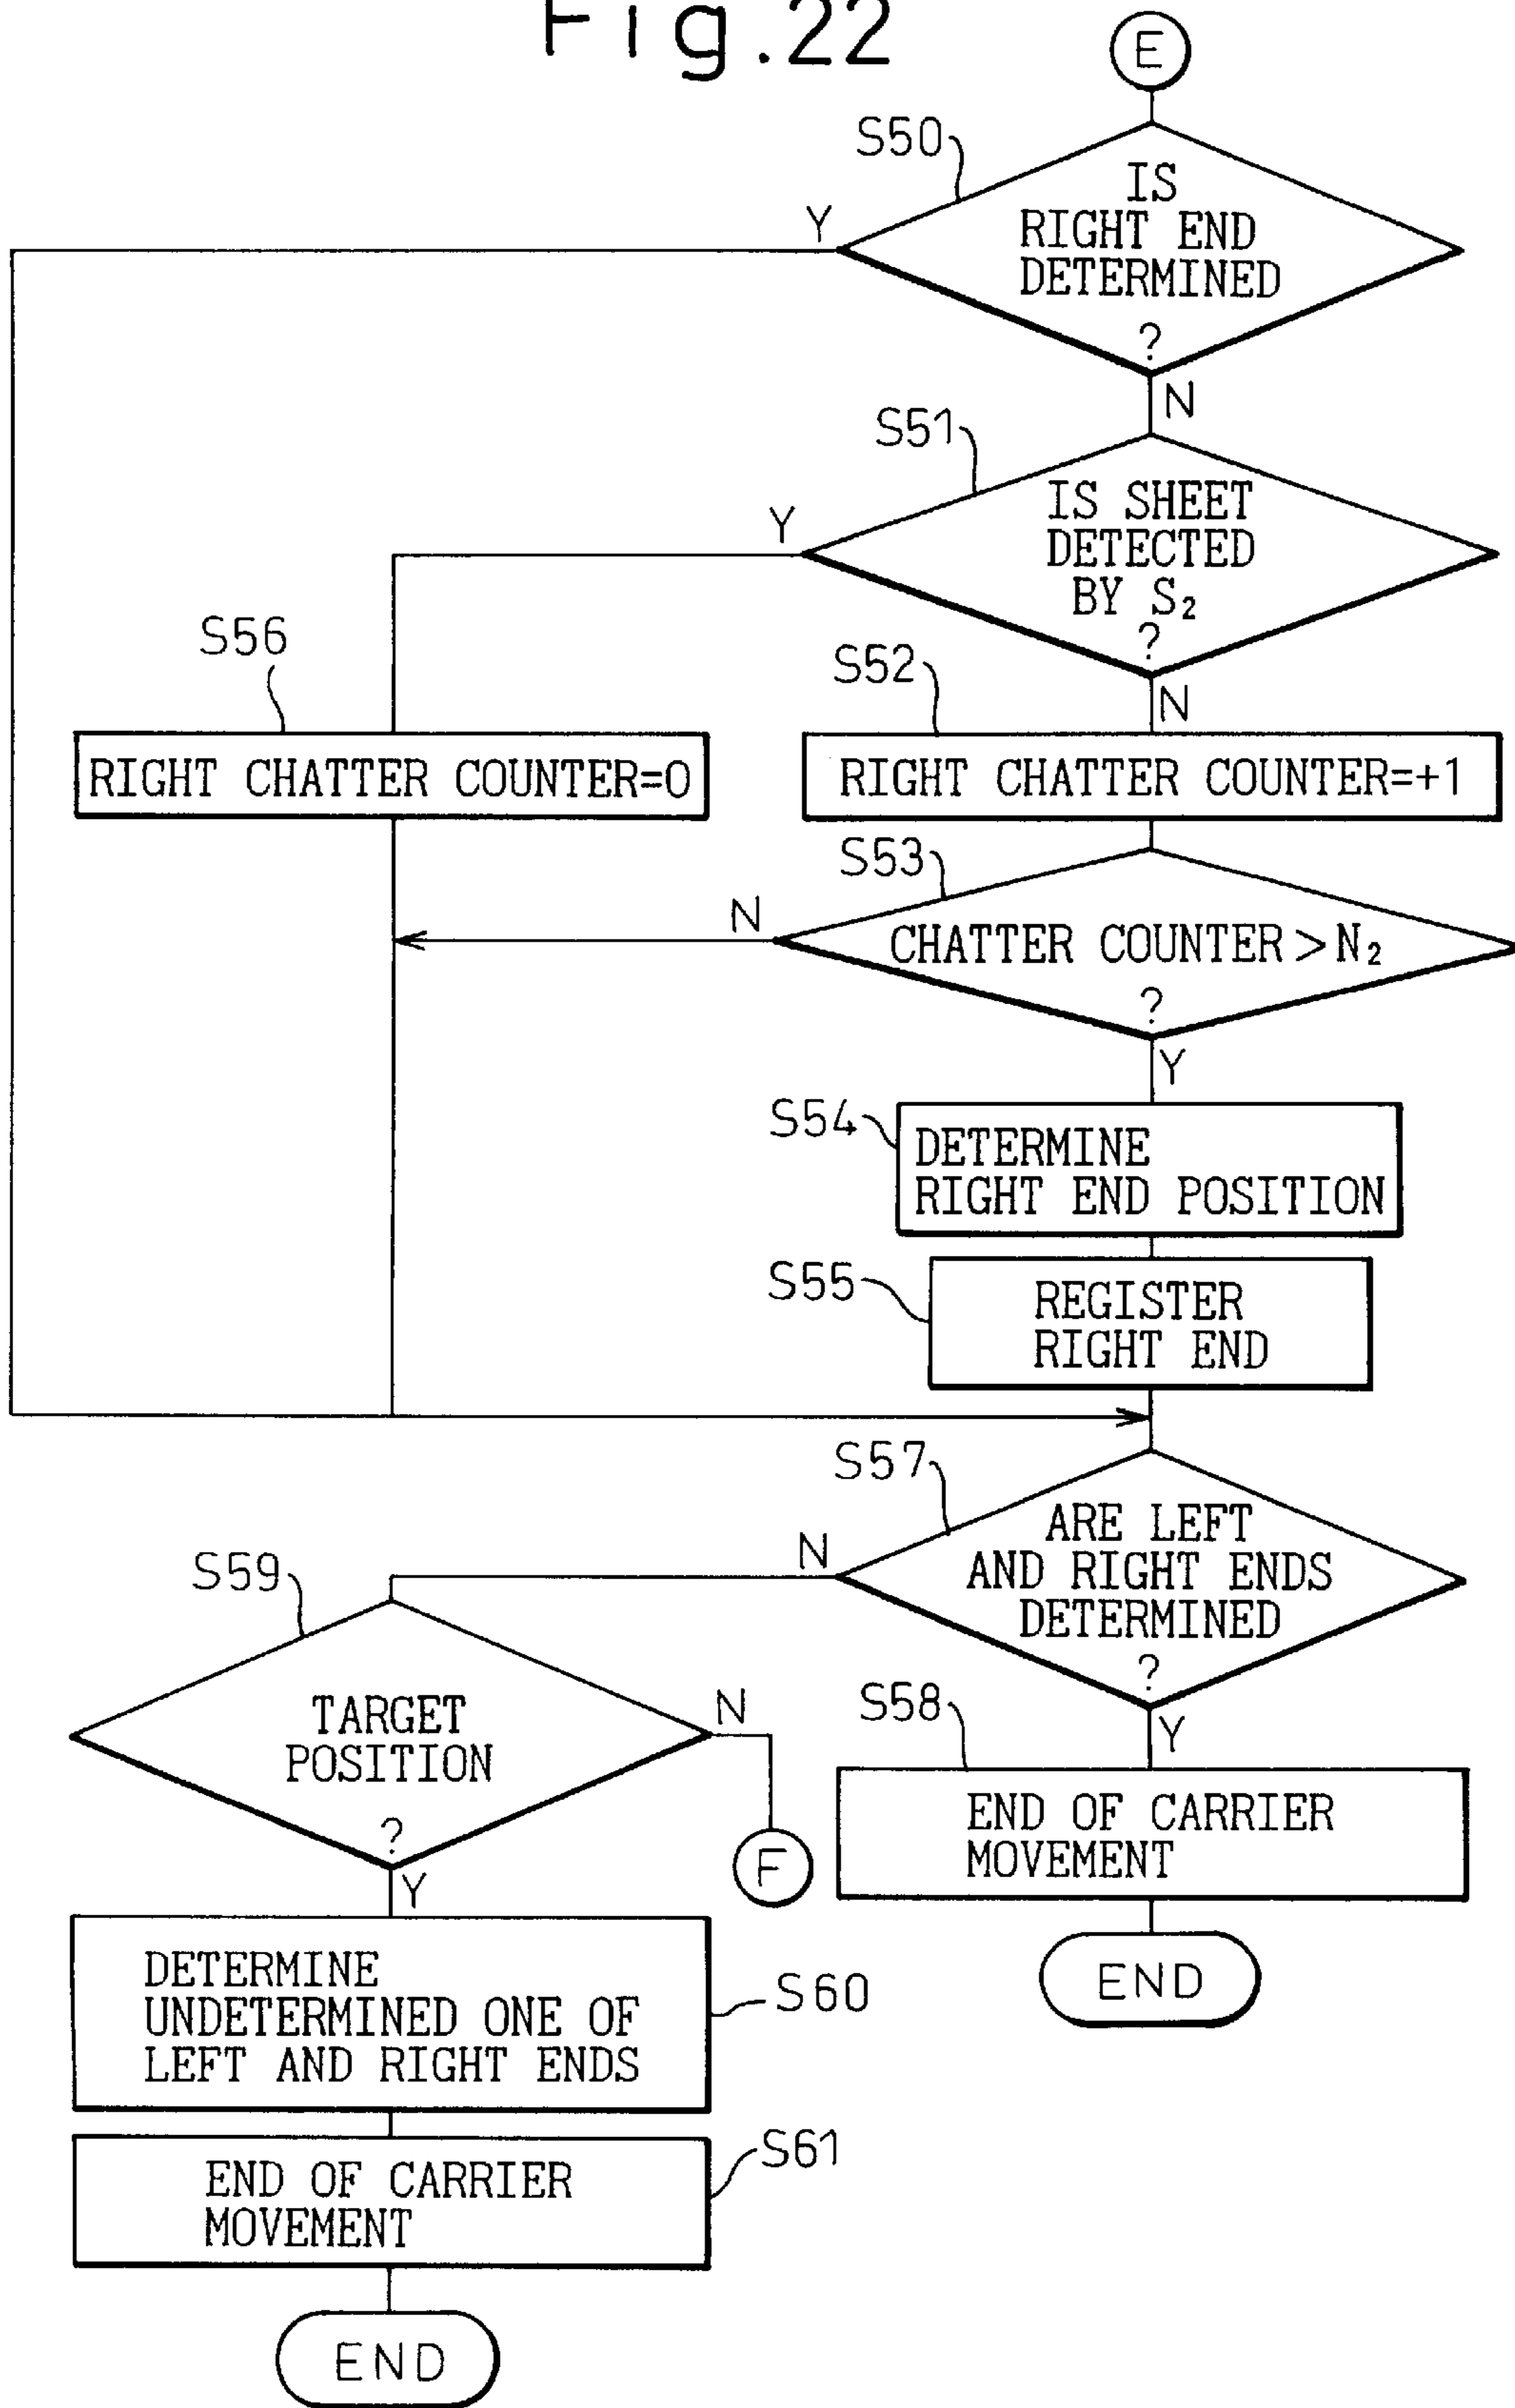 Fig.22
E
S50
IS
RIGHT END
DETERMINED
?
Y
N
S51
IS SHEET
DETECTED
BY S₂
?
Y
N
S56
RIGHT CHATTER COUNTER=0
S52
RIGHT CHATTER COUNTER=+1
S53
CHATTER COUNTER>N₂
?
N
Y
S54
DETERMINE
RIGHT END POSITION
S55
REGISTER
RIGHT END
S57
ARE LEFT
AND RIGHT ENDS
DETERMINED
?
N
Y
S59
TARGET
POSITION
?
N
F
Y
S58
END OF CARRIER
MOVEMENT
END
DETERMINE
UNDETERMINED ONE OF
LEFT AND RIGHT ENDS
S60
END OF CARRIER
MOVEMENT
S61
END